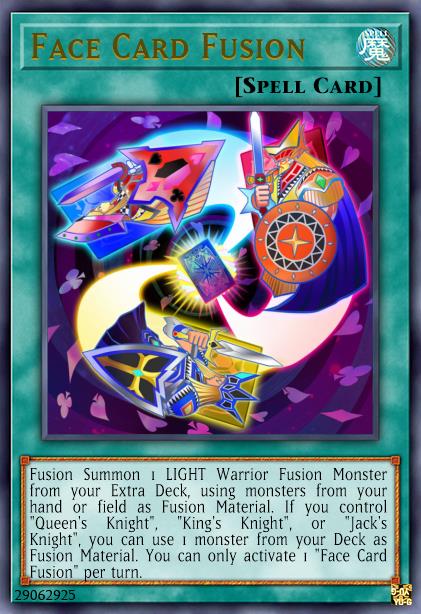 Face Card Fusion
[Spell Card]
Fusion Summon 1 LIGHT Warrior Fusion Monster
from your Extra Deck, using monsters from your
hand or field as Fusion Material. If you control
"Queen's Knight", "King's Knight", or "Jack's
Knight", you can use 1 monster from your Deck as
Fusion Material. You can only activate 1 "Face Card
Fusion" per turn.
29062925